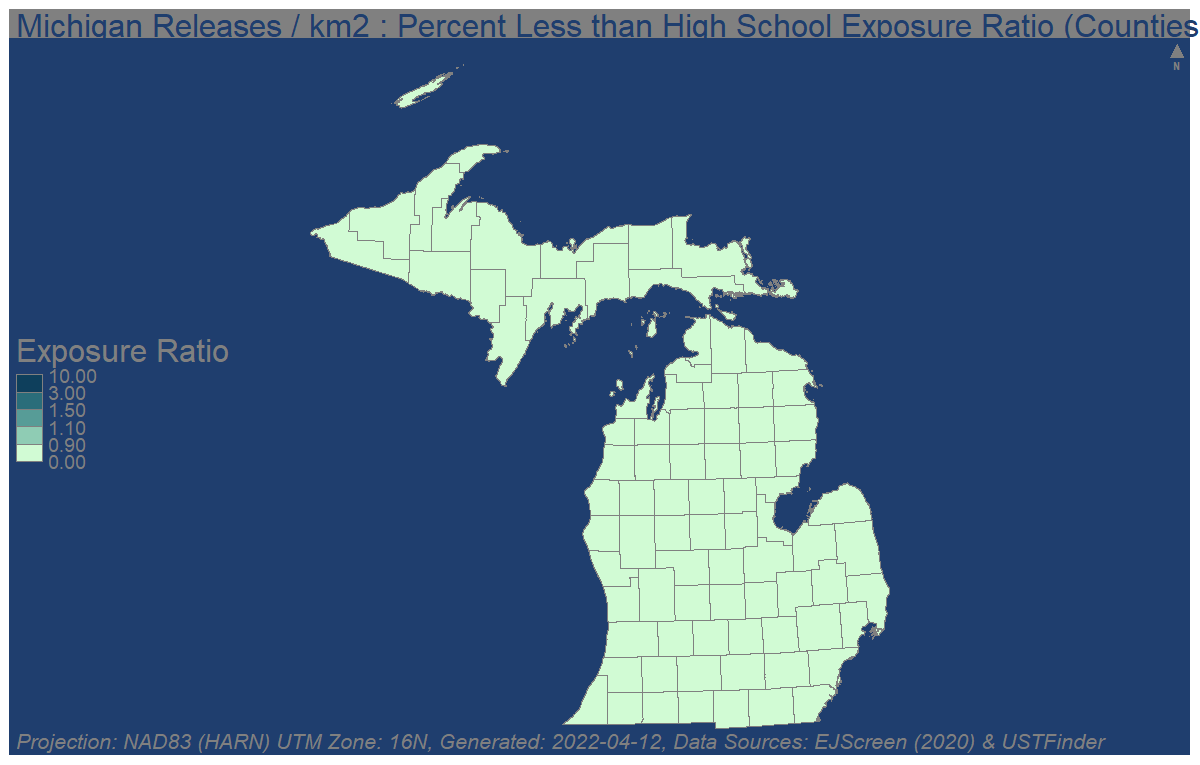 Michigan Releases / km2 : Percent Less than High School Exposure Ratio (Counties
N
Exposure Ratio
10.00
3.00
1.50
1.10
0.90
0.00
Projection: NAD83 (HARN) UTM Zone: 16N, Generated: 2022-04-12, Data Sources: EJScreen (2020) & USTFinder